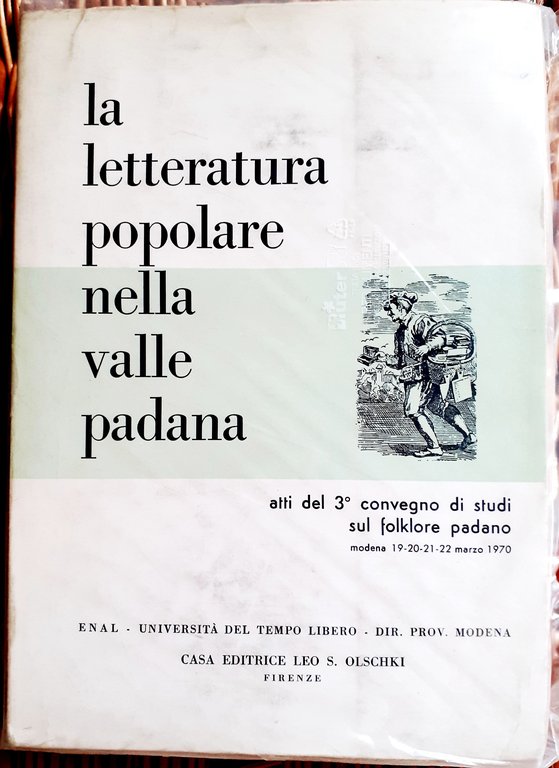 la
letteratura
popolare
nella
valle
padana
atti del 3° convegno di studi
sul folklore padano
modena 19-20-21-22 marzo 1970
ENAL - UNIVERSITÀ DEL TEMPO LIBERO - DIR. PROV. MODENA
CASA EDITRICE LEO S. OLSCHKI
FIRENZE